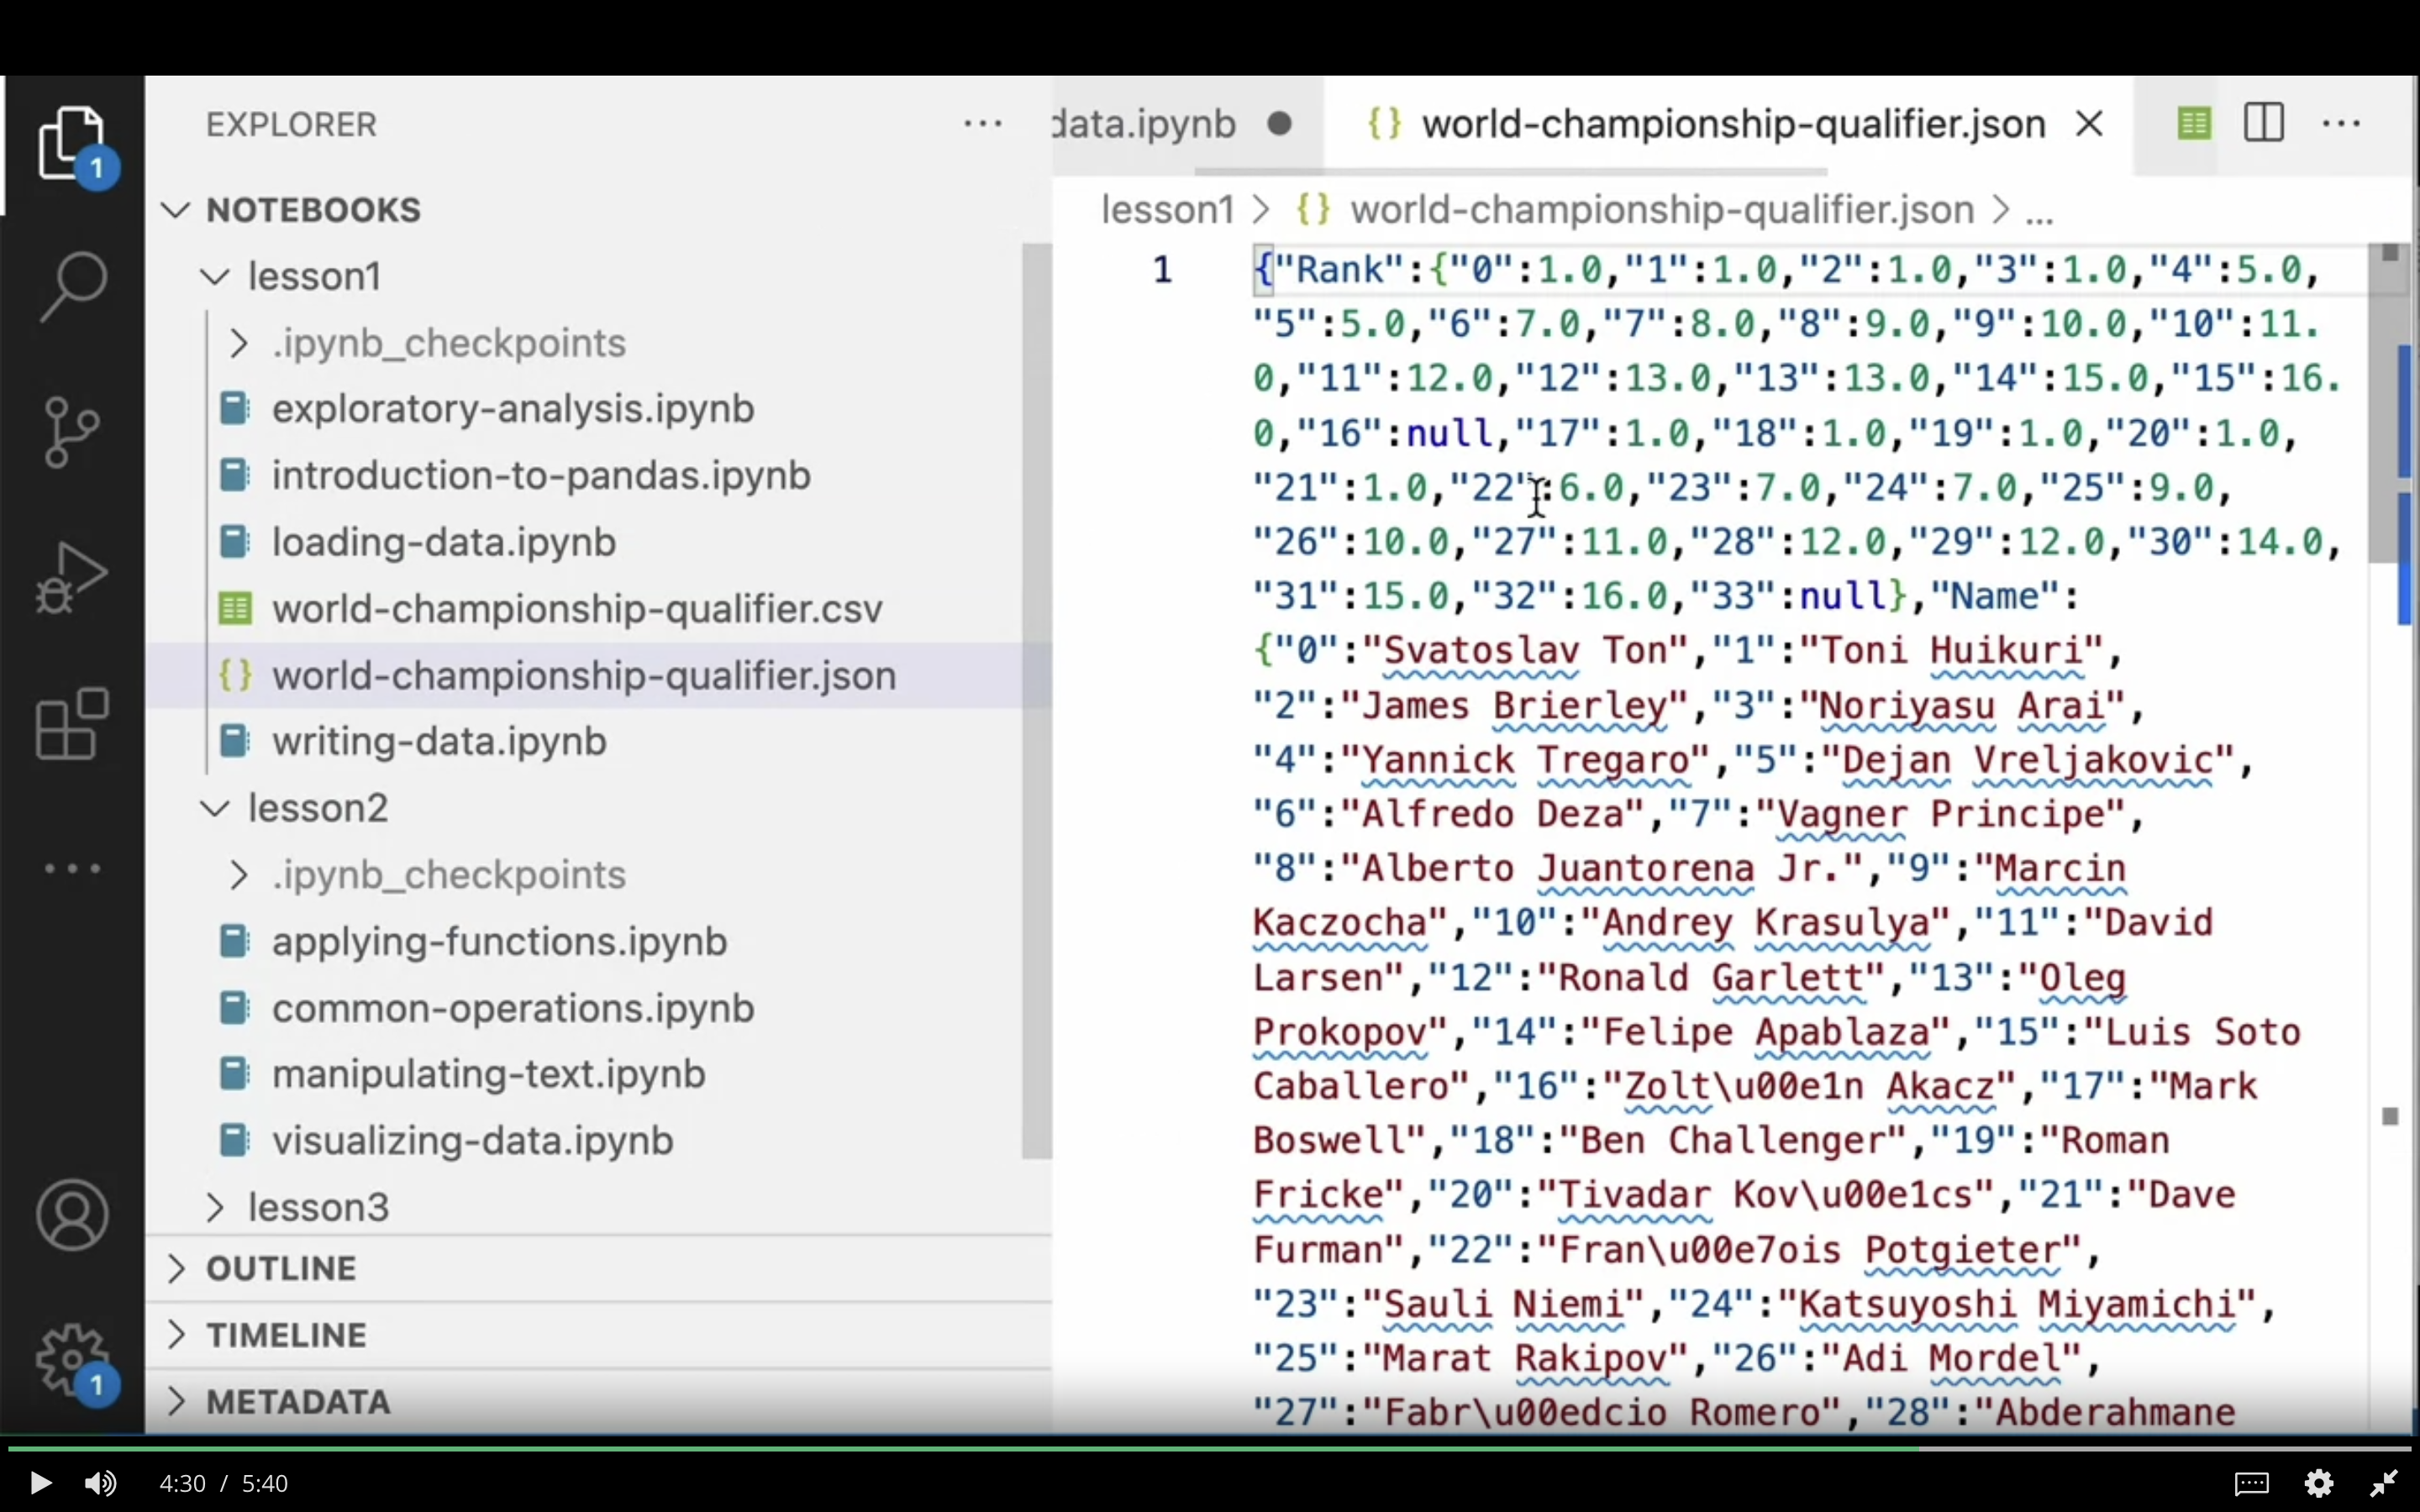 EXPLORER
NOTEBOOKS
lesson1
.ipynb_checkpoints
exploratory-analysis.ipynb
introduction-to-pandas.ipynb
loading-data.ipynb
world-championship-qualifier.csv
world-championship-qualifier.json
writing-data.ipynb
lesson2
.ipynb_checkpoints
applying-functions.ipynb
common-operations.ipynb
manipulating-text.ipynb
visualizing-data.ipynb
lesson3
OUTLINE
TIMELINE
METADATA
1
1
data.ipynb
{} world-championship-qualifier.json
lesson1 > {} world-championship-qualifier.json > ...
1 {"Rank":{"0":1.0,"1":1.0,"2":1.0,"3":1.0,"4":5.0,
"5":5.0,"6":7.0,"7":8.0,"8":9.0,"9":10.0,"10":11.
0,"11":12.0,"12":13.0,"13":13.0,"14":15.0,"15":16.
0,"16":null,"17":1.0,"18":1.0,"19":1.0,"20":1.0,
"21":1.0,"22":6.0,"23":7.0,"24":7.0,"25":9.0,
"26":10.0,"27":11.0,"28":12.0,"29":12.0,"30":14.0,
"31":15.0,"32":16.0,"33":null},"Name":
{"0":"Svatoslav Ton","1":"Toni Huikuri",
"2":"James Brierley","3":"Noriyasu Arai",
"4":"Yannick Tregaro","5":"Dejan Vreljakovic",
"6":"Alfredo Deza","7":"Vagner Principe",
"8":"Alberto Juantorena Jr.","9":"Marcin
Kaczocha","10":"Andrey Krasulya","11":"David
Larsen","12":"Ronald Garlett","13":"Oleg
Prokopov","14":"Felipe Apablaza","15":"Luis Soto
Caballero","16":"Zolt\u00e1n Akacz","17":"Mark
Boswell","18":"Ben Challenger","19":"Roman
Fricke","20":"Tivadar Kov\u00e1cs","21":"Dave
Furman","22":"Fran\u00e7ois Potgieter",
"23":"Sauli Niemi","24":"Katsuyoshi Miyamichi",
"25":"Marat Rakipov","26":"Adi Mordel",
"27":"Fabr\u00edcio Romero","28":"Abderahmane
4:30 / 5:40